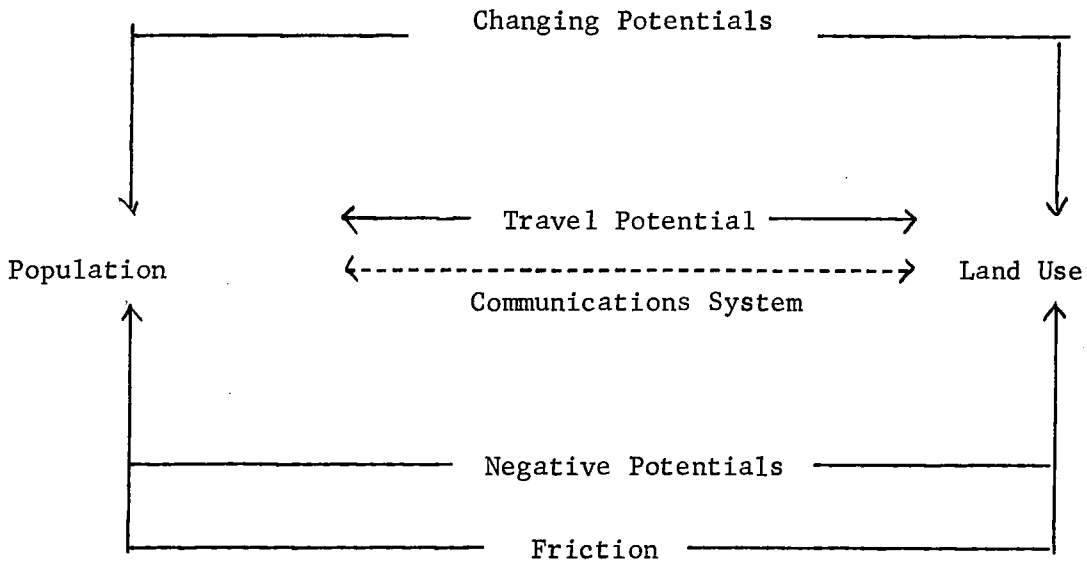 Changing Potentials
Travel Potential
Population
Land Use
Communications System
Negative Potentials
Friction